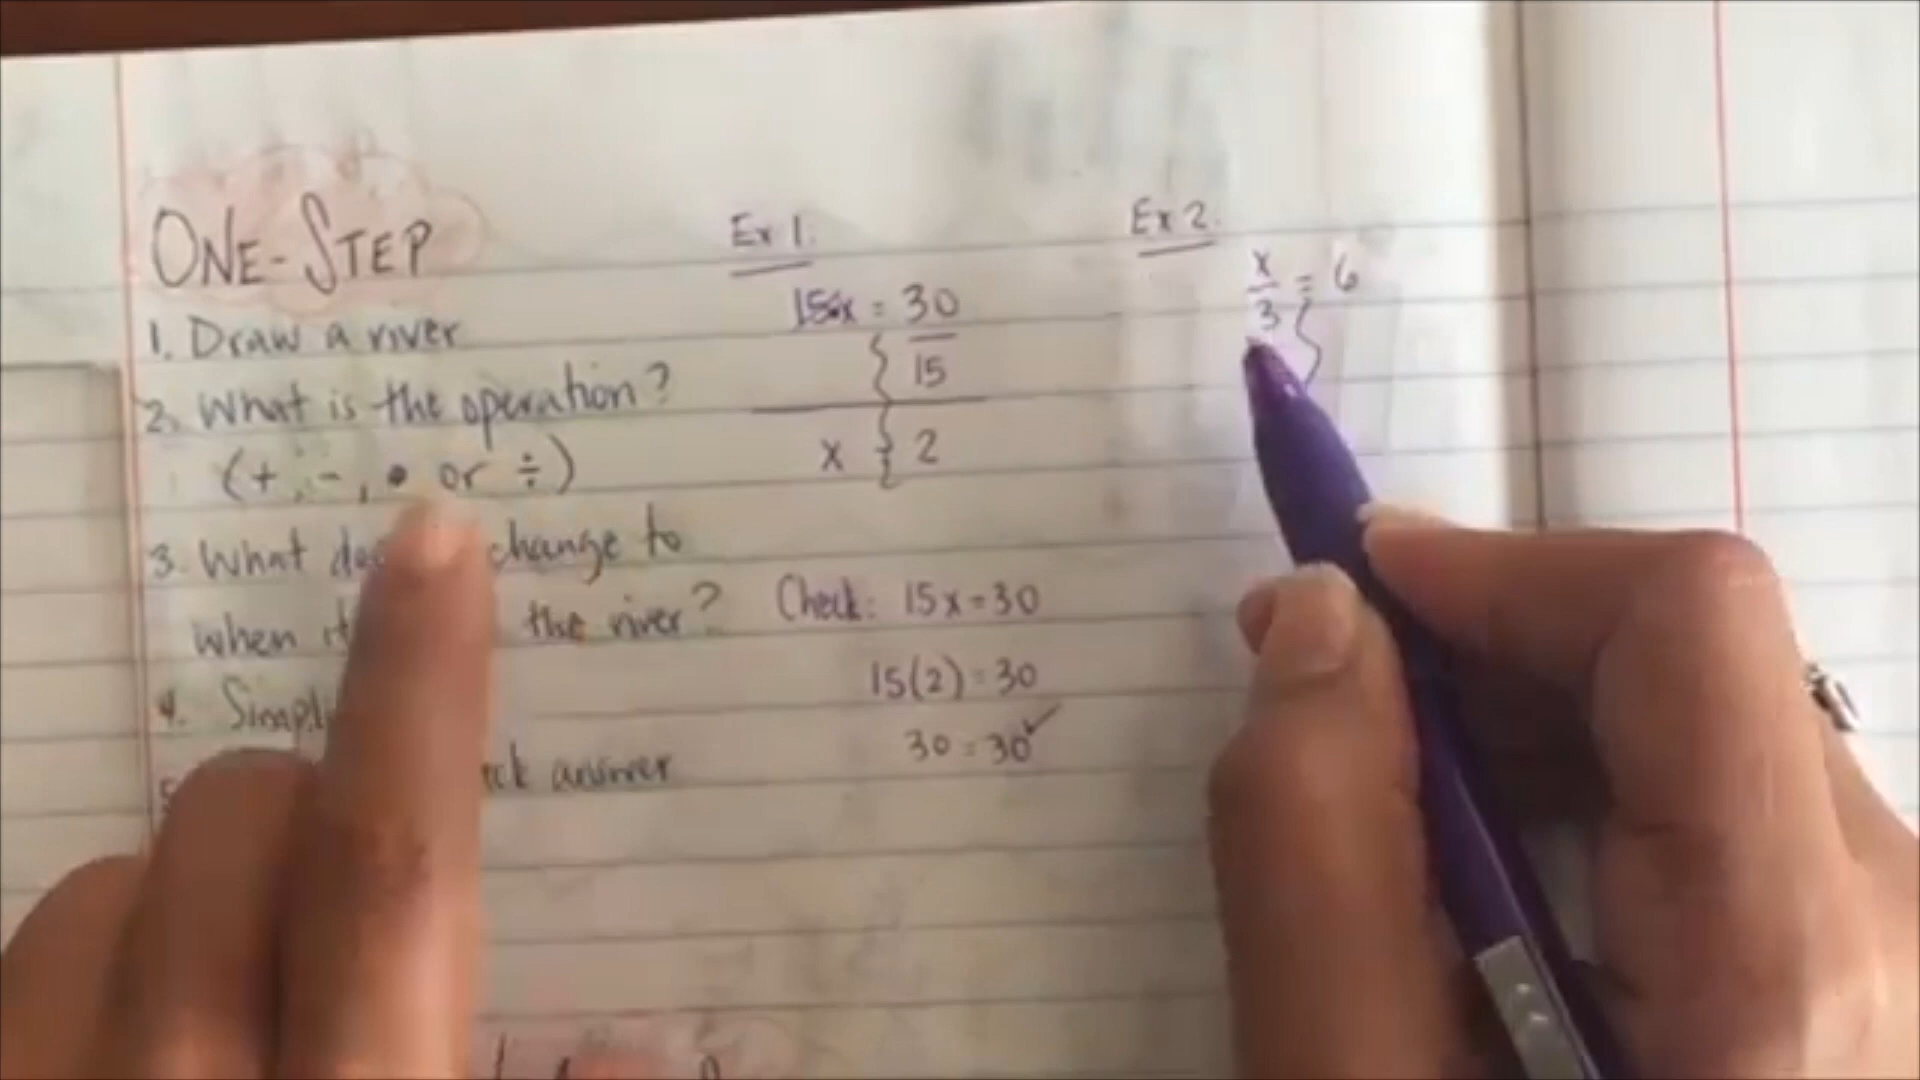 ONE-STEP
1. Draw a river
2. What is the operation?
(+, -, • or ÷)
3. What change to
when the river?
4.
answer
Ex 1.
15x = 30
15
x 2
Check: 15x=30
15(2)=30
30=30✓
Ex 2.
x
3 = 6